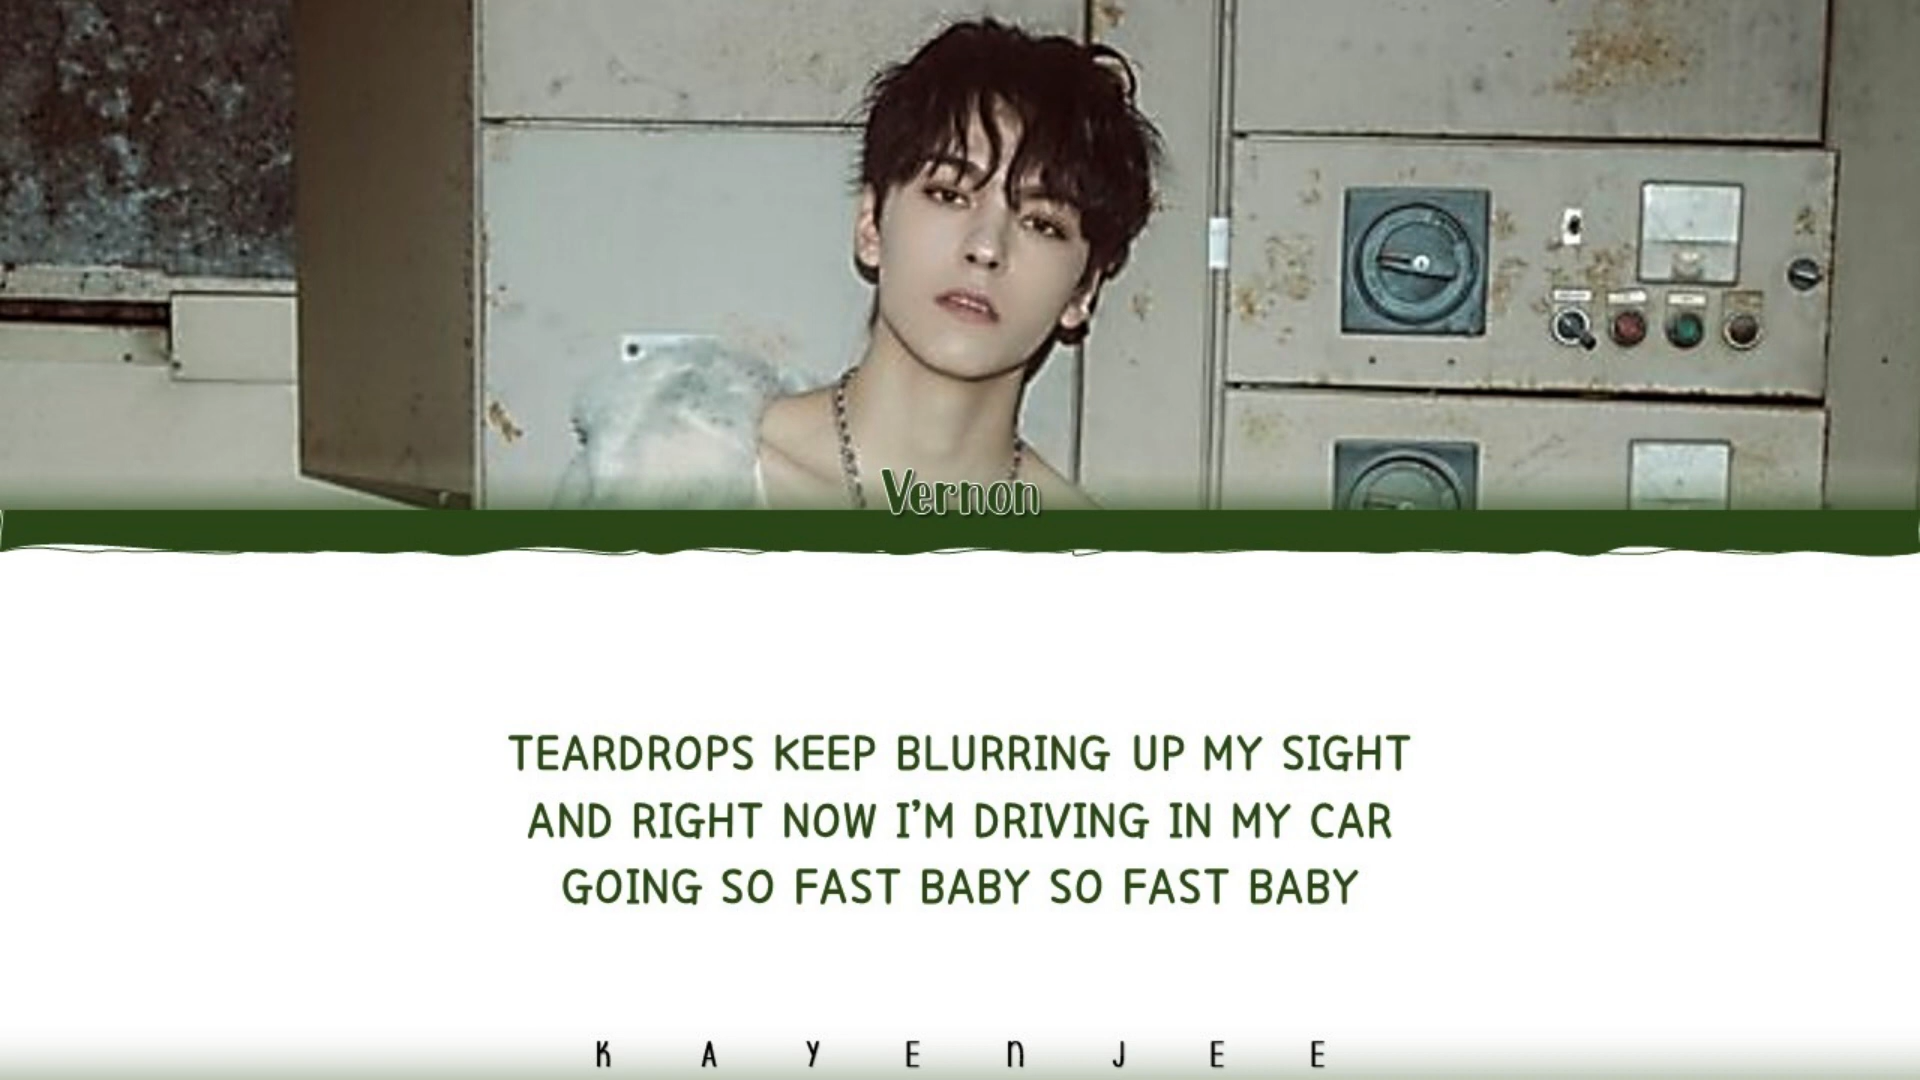 Vernon
TEARDROPS KEEP BLURRING UP MY SIGHT
AND RIGHT NOW I'M DRIVING IN MY CAR
GOING SO FAST BABY SO FAST BABY
KAYENJEE